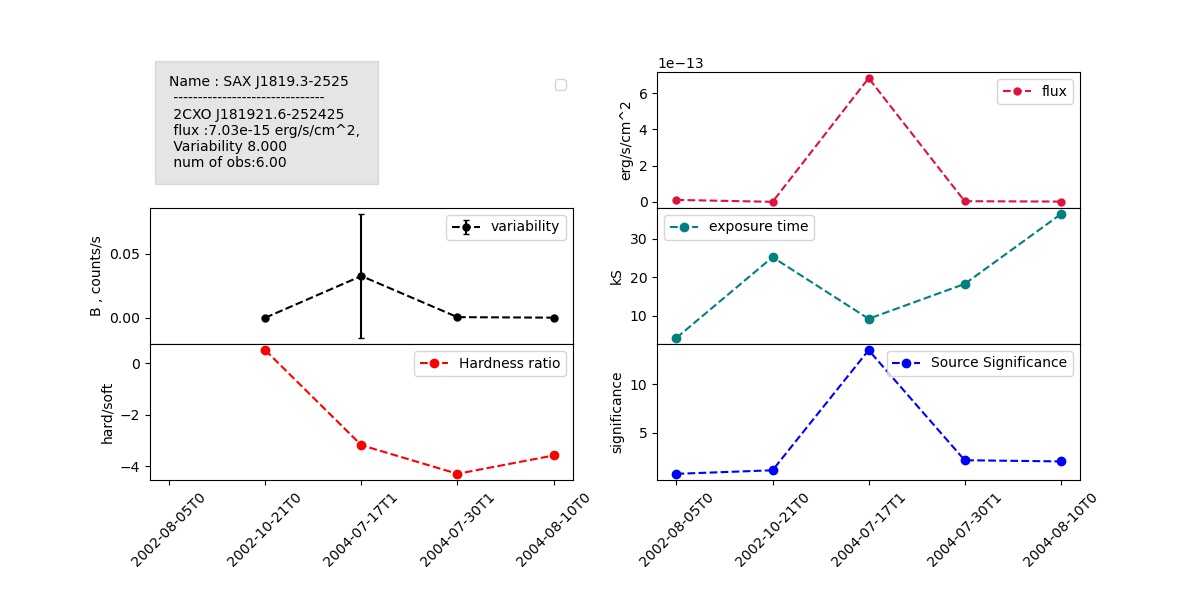 Name : SAX J1819.3-2525
--------------------------------
2CXO J181921.6-252425
flux :7.03e-15 erg/s/cm^2,
Variability 8.000
num of obs:6.00
1e−13
flux
erg/s/cm^2
6
4
2
0
variability
B , counts/s
0.05
0.00
exposure time
kS
30
20
10
Hardness ratio
hard/soft
0
−2
−4
2002-08-05T0
2002-10-21T0
2004-07-17T1
2004-07-30T1
2004-08-10T0
Source Significance
significance
10
5
2002-08-05T0
2002-10-21T0
2004-07-17T1
2004-07-30T1
2004-08-10T0